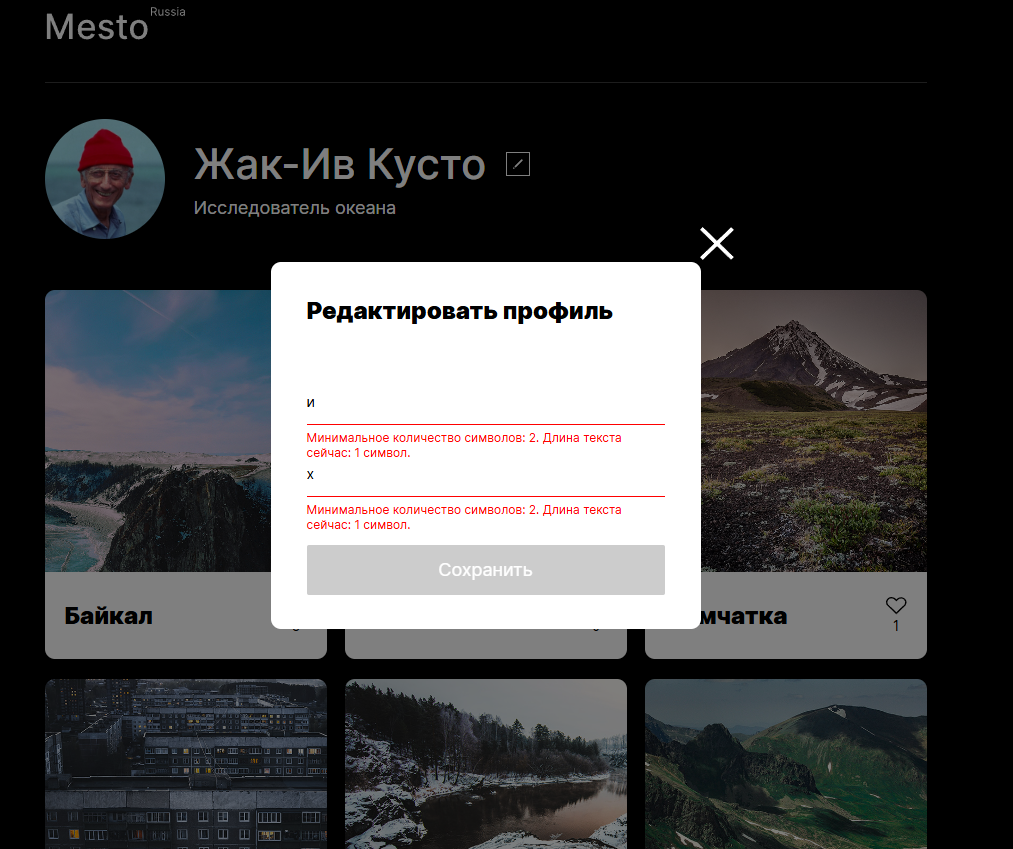 Mesto
Russia
Жак-Ив Кусто
Исследователь океана
Редактировать профиль
и
Минимальное количество символов: 2. Длина текста
сейчас: 1 символ.
х
Минимальное количество символов: 2. Длина текста
сейчас: 1 символ.
Сохранить
Байкал
мчатка
1